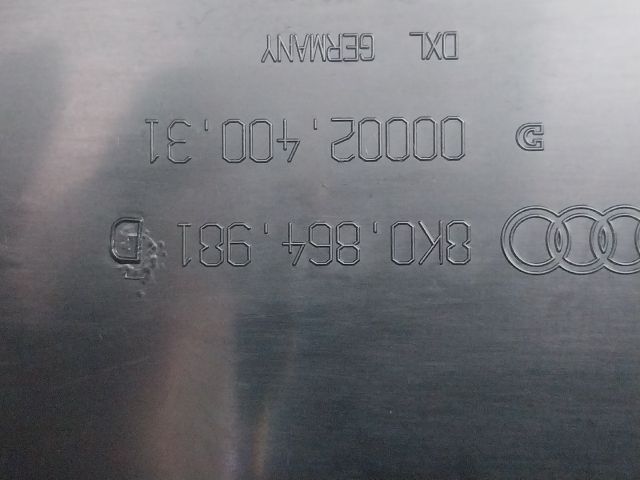 8K0.864.981 D
00002.400.31
DXL GERMANY